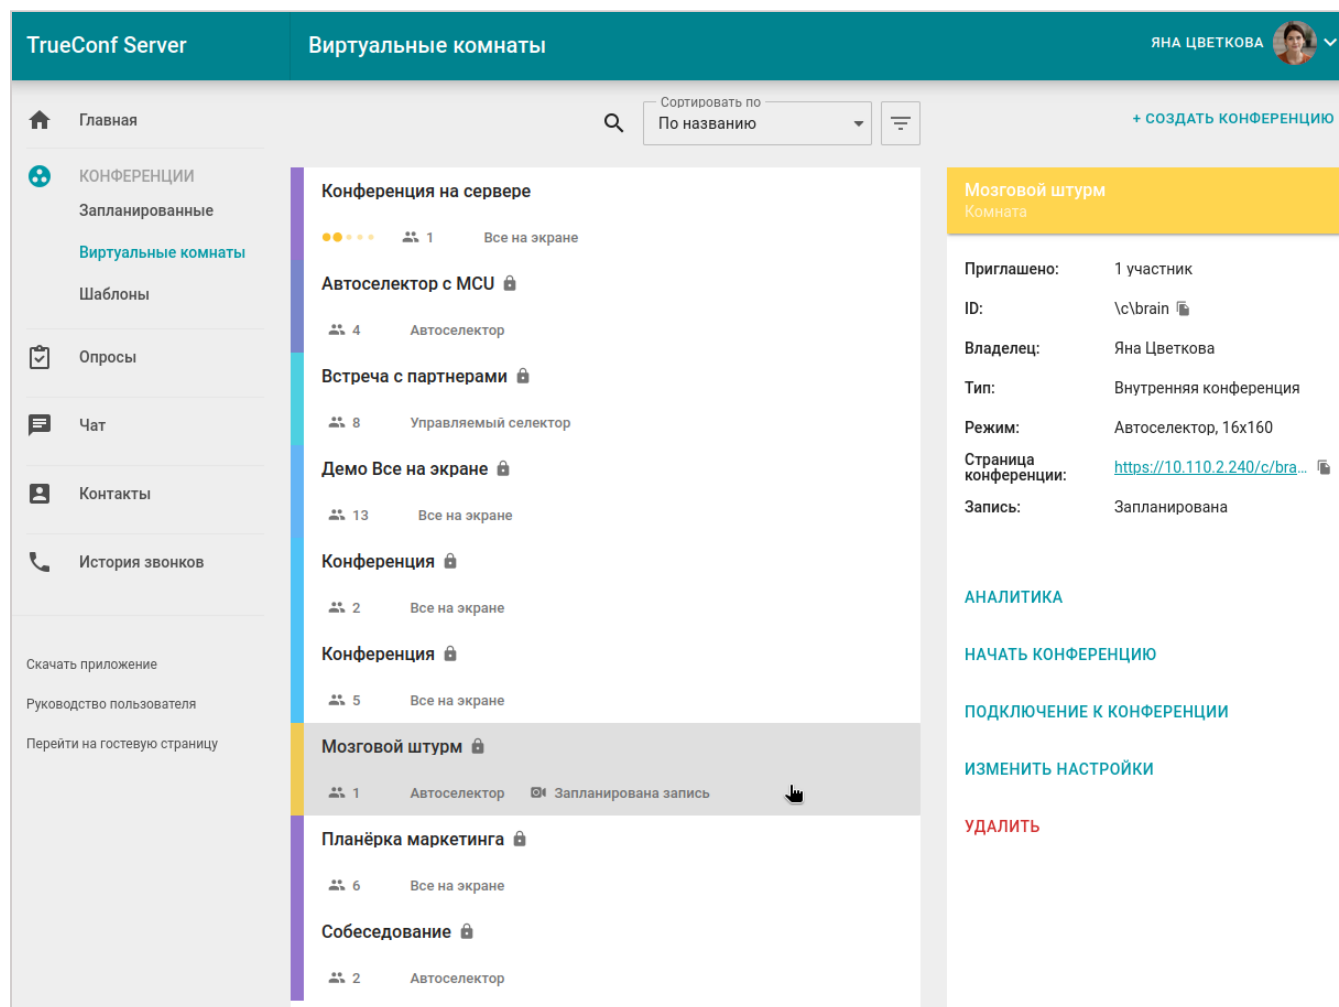 TrueConf Server
Виртуальные комнаты
ЯНА ЦВЕТКОВА
Главная
КОНФЕРЕНЦИИ
Запланированные
Виртуальные комнаты
Шаблоны
Опросы
Чат
Контакты
История звонков
Скачать приложение
Руководство пользователя
Перейти на гостевую страницу
Сортировать по
По названию
Конференция на сервере
1 Все на экране
Автоселектор с MCU
4 Автоселектор
Встреча с партнерами
8 Управляемый селектор
Демо Все на экране
13 Все на экране
Конференция
2 Все на экране
Конференция
5 Все на экране
Мозговой штурм
1 Автоселектор Запланирована запись
Планёрка маркетинга
6 Все на экране
Собеседование
2 Автоселектор
+ СОЗДАТЬ КОНФЕРЕНЦИЮ
Мозговой штурм
Комната
Приглашено: 1 участник
ID: \c\brain
Владелец: Яна Цветкова
Тип: Внутренняя конференция
Режим: Автоселектор, 16x160
Страница
конференции: https://10.110.2.240/c/bra...
Запись: Запланирована
АНАЛИТИКА
НАЧАТЬ КОНФЕРЕНЦИЮ
ПОДКЛЮЧЕНИЕ К КОНФЕРЕНЦИИ
ИЗМЕНИТЬ НАСТРОЙКИ
УДАЛИТЬ